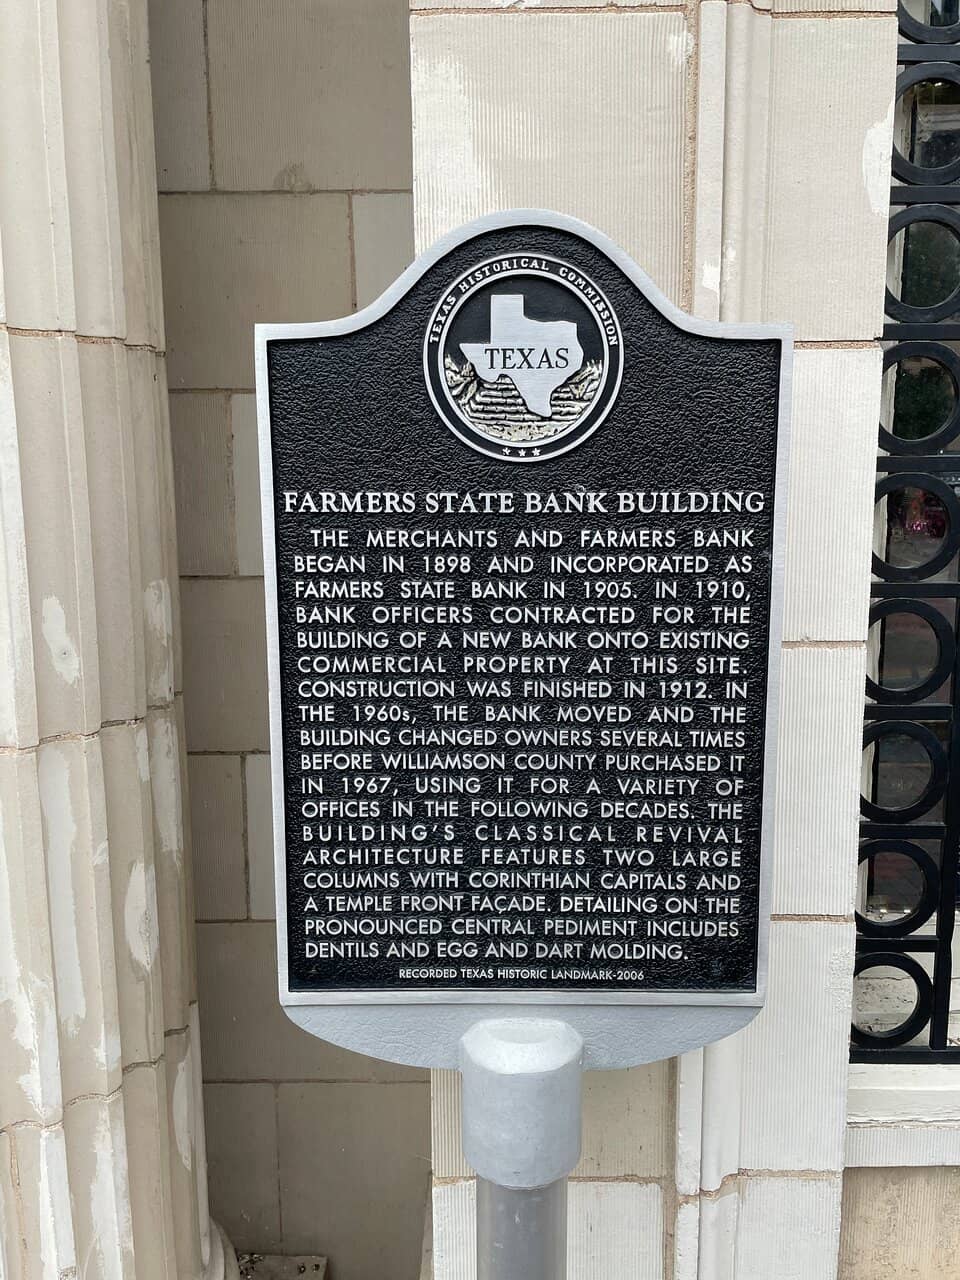 TEXAS HISTORICAL COMMISSION
TEXAS
FARMERS STATE BANK BUILDING
THE MERCHANTS AND FARMERS BANK
BEGAN IN 1898 AND INCORPORATED AS
FARMERS STATE BANK IN 1905. IN 1910,
BANK OFFICERS CONTRACTED FOR THE
BUILDING OF A NEW BANK ONTO EXISTING
COMMERCIAL PROPERTY AT THIS SITE.
CONSTRUCTION WAS FINISHED IN 1912. IN
THE 1960s, THE BANK MOVED AND THE
BUILDING CHANGED OWNERS SEVERAL TIMES
BEFORE WILLIAMSON COUNTY PURCHASED IT
IN 1967, USING IT FOR A VARIETY OF
OFFICES IN THE FOLLOWING DECADES. THE
BUILDING'S CLASSICAL REVIVAL
ARCHITECTURE FEATURES TWO LARGE
COLUMNS WITH CORINTHIAN CAPITALS AND
A TEMPLE FRONT FAÇADE. DETAILING ON THE
PRONOUNCED CENTRAL PEDIMENT INCLUDES
DENTILS AND EGG AND DART MOLDING.
RECORDED TEXAS HISTORIC LANDMARK-2006